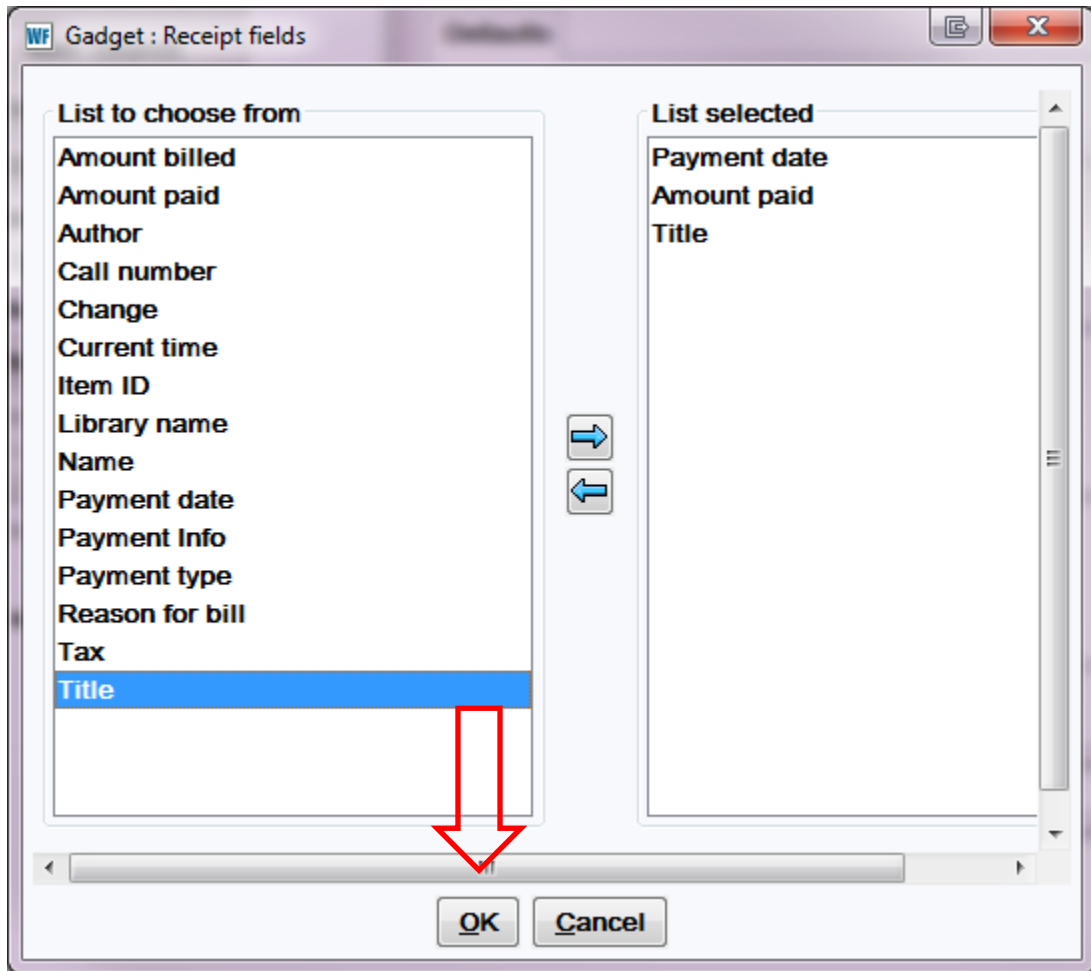 WF Gadget : Receipt fields
List to choose from
Amount billed
Amount paid
Author
Call number
Change
Current time
Item ID
Library name
Name
Payment date
Payment Info
Payment type
Reason for bill
Tax
Title
List selected
Payment date
Amount paid
Title
OK Cancel